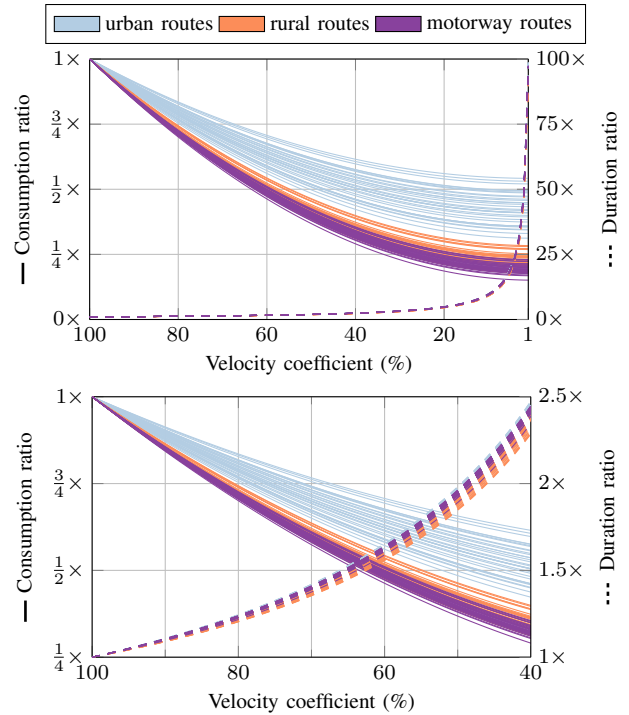 urban routes rural routes motorway routes
1× 100×
3/4× 75×
1/2× 50×
1/4× 25×
0× 0×
100 80 60 40 20 1
Velocity coefficient (%)
Consumption ratio
Duration ratio
1× 2.5×
3/4× 2×
1/2× 1.5×
1/4× 1×
100 80 60 40
Velocity coefficient (%)
Consumption ratio
Duration ratio